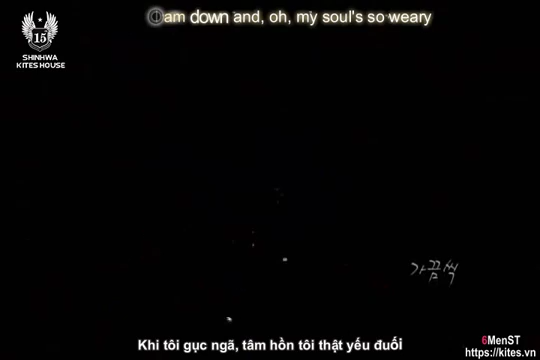 I am down and, oh, my soul's so weary
15
SHINHWA
KITES HOUSE
가끔씩
Khi tôi gục ngã, tâm hồn tôi thật yếu đuối
6MenST
https://kites.vn